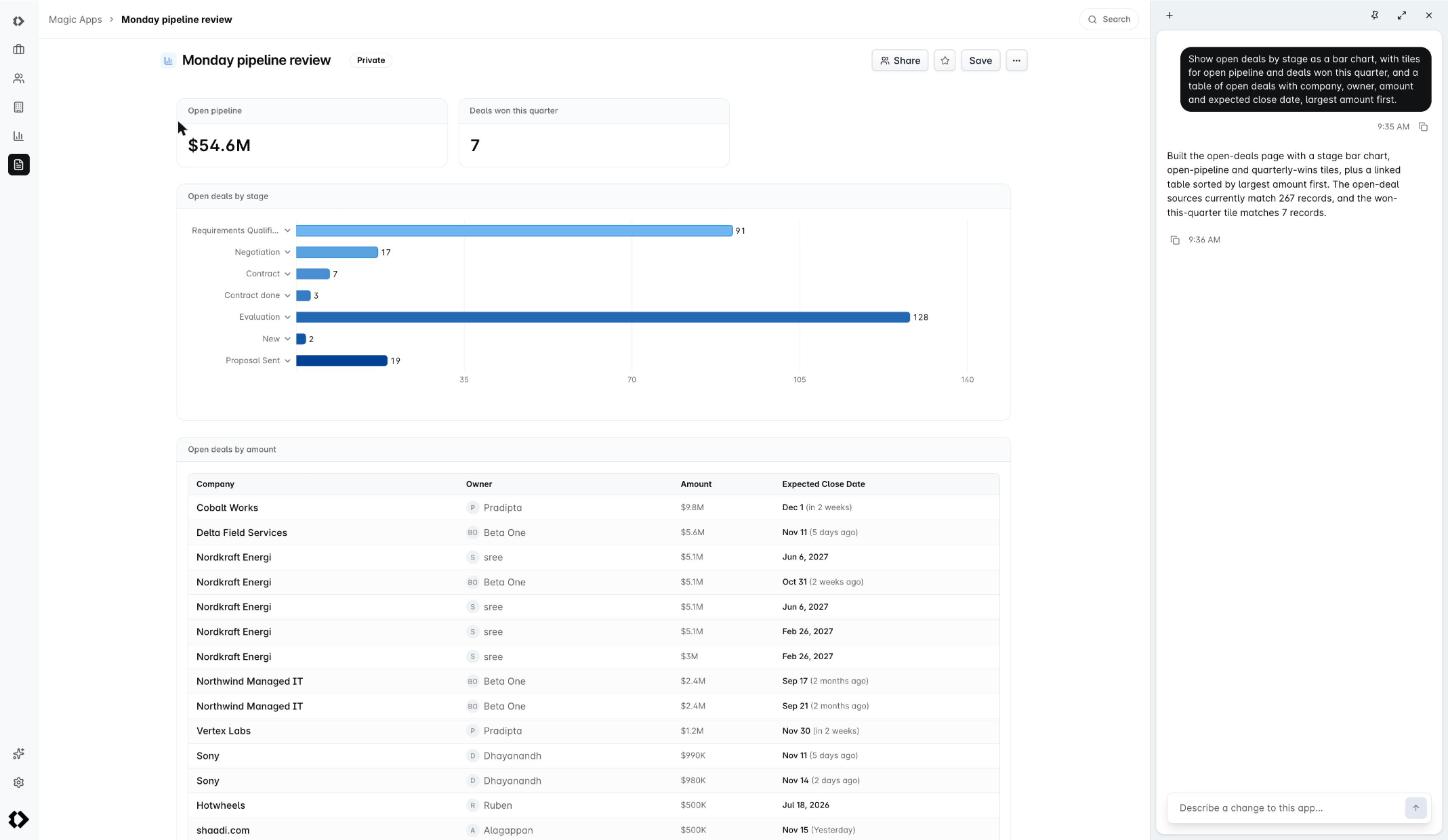 Magic Apps > Monday pipeline review
Search
Monday pipeline review
Private
Share
Save
Open pipeline
$54.6M
Deals won this quarter
7
Open deals by stage
Requirements Qualifi... 91
Negotiation 17
Contract 7
Contract done 3
Evaluation 128
New 2
Proposal Sent 19
35 70 105 140
Open deals by amount
Company Owner Amount Expected Close Date
Cobalt Works P Pradipta $9.8M Dec 1 (in 2 weeks)
Delta Field Services BO Beta One $5.6M Nov 11 (5 days ago)
Nordkraft Energi S sree $5.1M Jun 6, 2027
Nordkraft Energi BO Beta One $5.1M Oct 31 (2 weeks ago)
Nordkraft Energi S sree $5.1M Jun 6, 2027
Nordkraft Energi S sree $5.1M Feb 26, 2027
Nordkraft Energi S sree $3M Feb 26, 2027
Northwind Managed IT BO Beta One $2.4M Sep 17 (2 months ago)
Northwind Managed IT BO Beta One $2.4M Sep 21 (2 months ago)
Vertex Labs P Pradipta $1.2M Nov 30 (in 2 weeks)
Sony D Dhayanandh $990K Nov 11 (5 days ago)
Sony D Dhayanandh $980K Nov 14 (2 days ago)
Hotwheels R Ruben $500K Jul 18, 2026
shaadi.com A Alagappan $500K Nov 15 (Yesterday)
Show open deals by stage as a bar chart, with tiles
for open pipeline and deals won this quarter, and a
table of open deals with company, owner, amount
and expected close date, largest amount first.
9:35 AM
Built the open-deals page with a stage bar chart,
open-pipeline and quarterly-wins tiles, plus a linked
table sorted by largest amount first. The open-deal
sources currently match 267 records, and the won-
this-quarter tile matches 7 records.
9:36 AM
Describe a change to this app...